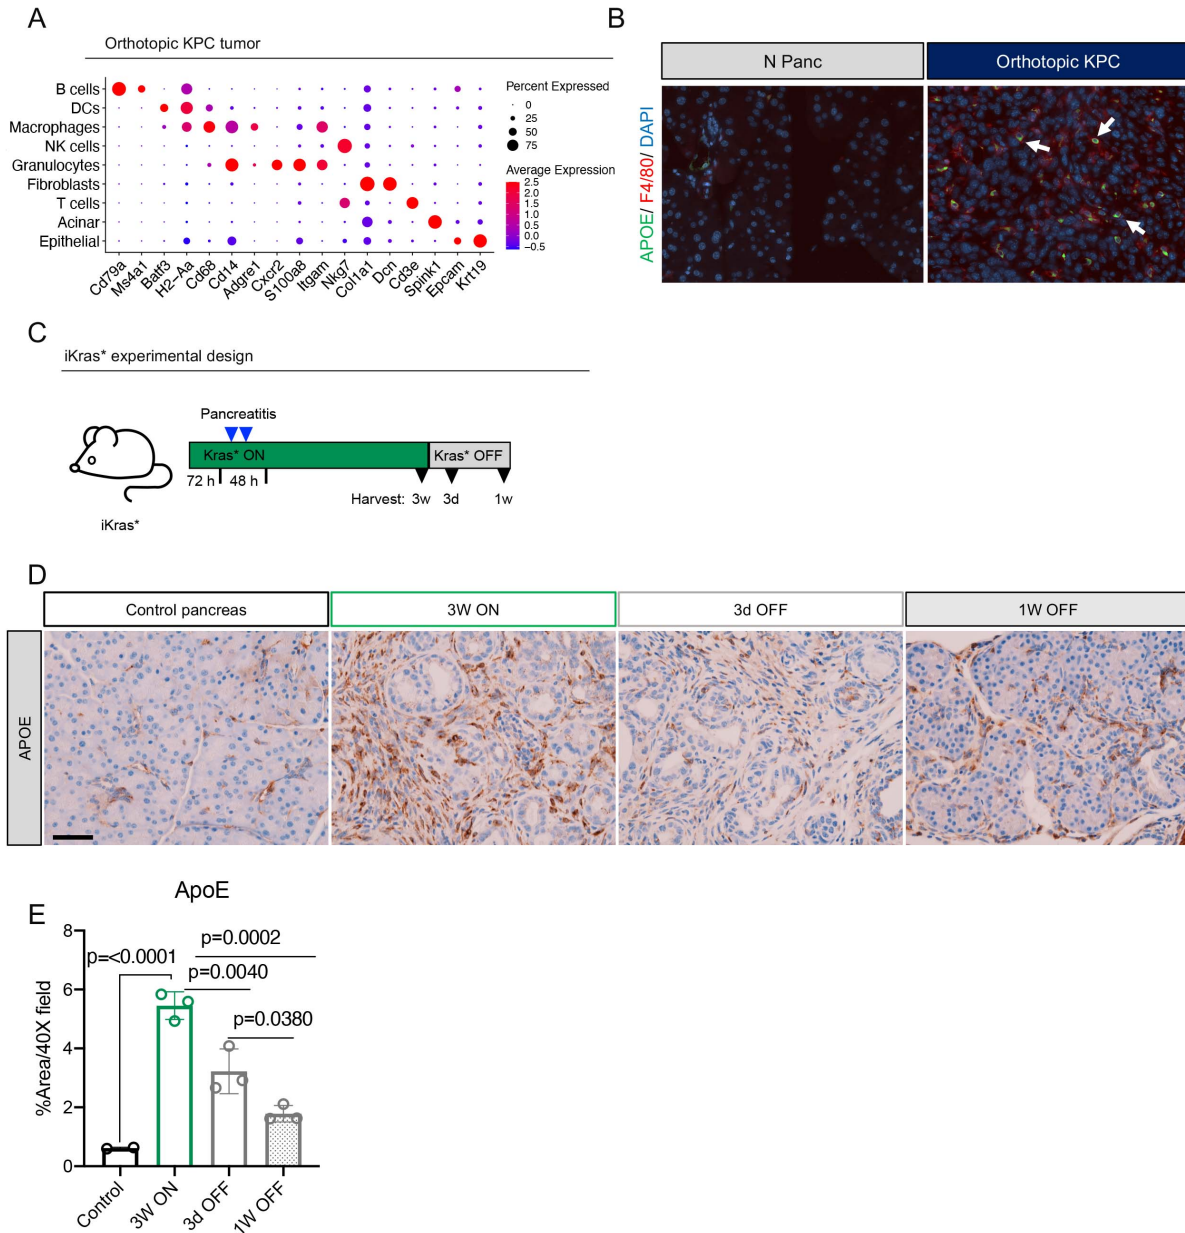 A
Orthotopic KPC tumor
B cells
DCs
Macrophages
NK cells
Granulocytes
Fibroblasts
T cells
Acinar
Epithelial
Cd79a
Ms4a1
Batf3
H2-Aa
Cd68
Cd14
Adgre1
Cxcr2
S100a8
Itgam
Nkg7
Col1a1
Dcn
Cd3e
Spink1
Epcam
Krt19
Percent Expressed
0
25
50
75
Average Expression
2.5
2.0
1.5
1.0
0.5
0.0
-0.5
B
N Panc
Orthotopic KPC
APOE/ F4/80/ DAPI
C
iKras* experimental design
Pancreatitis
Kras* ON
Kras* OFF
72 h
48 h
Harvest: 3w 3d 1w
iKras*
D
Control pancreas
3W ON
3d OFF
1W OFF
APOE
E
ApoE
%Area/40X field
8
6
4
2
0
p=<0.0001
p=0.0002
p=0.0040
p=0.0380
Control
3W ON
3d OFF
1W OFF